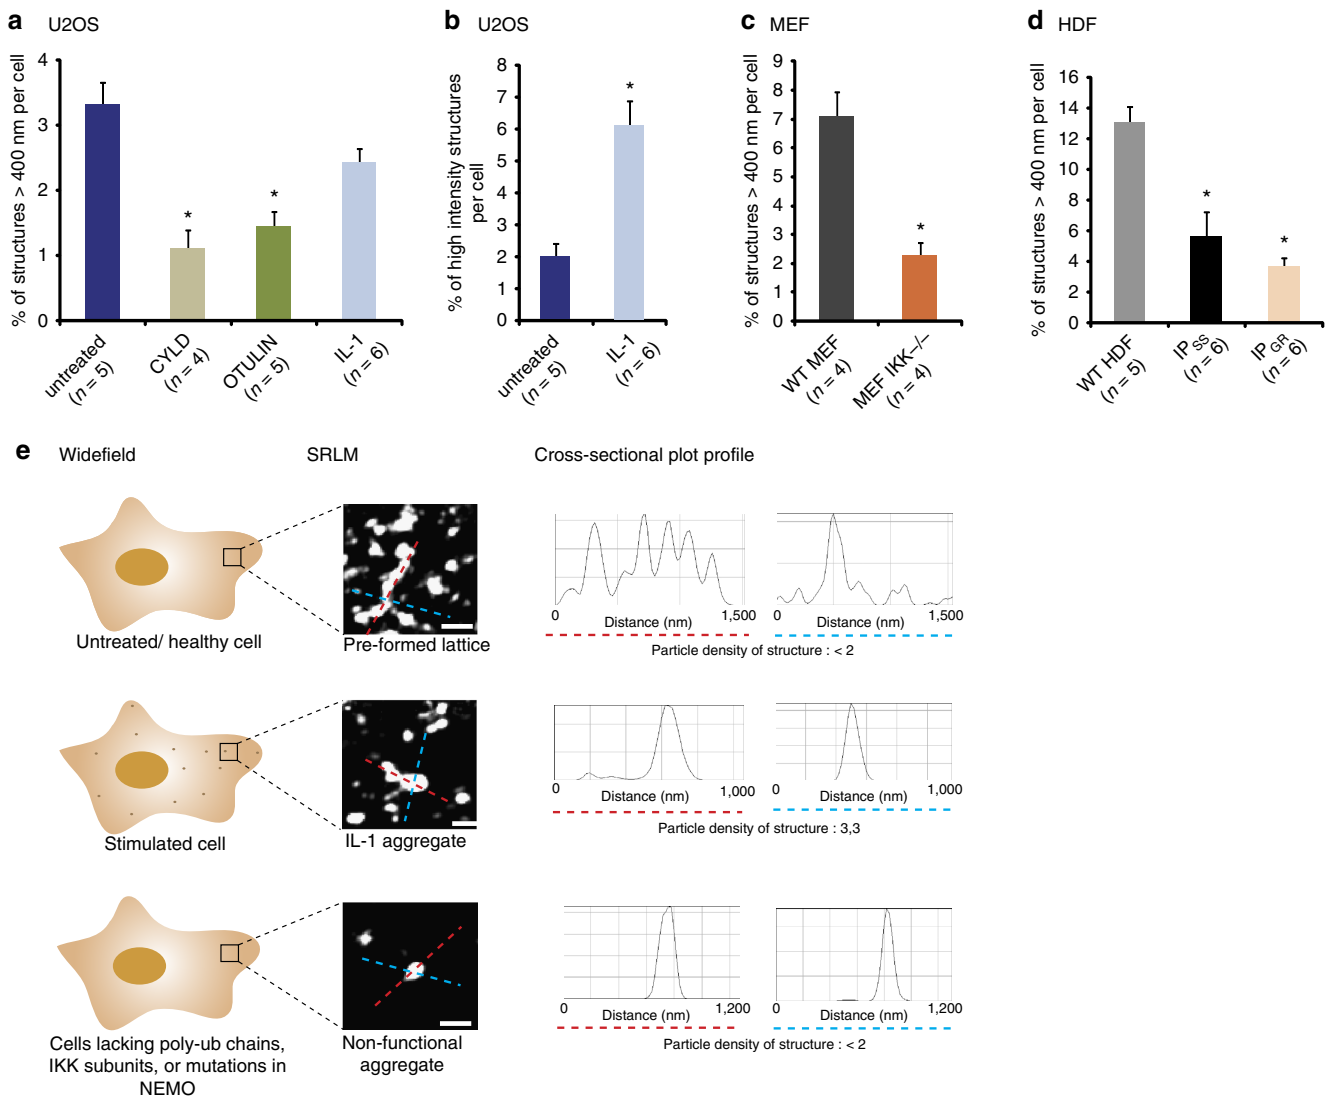 a U2OS
% of structures > 400 nm per cell
4
3
2
1
0
untreated
(n = 5)
CYLD
(n = 4)
*
OTULIN
(n = 5)
*
IL-1
(n = 6)
b U2OS
% of high intensity structures
per cell
8
7
6
5
4
3
2
1
0
untreated
(n = 5)
IL-1
(n = 6)
*
c MEF
% of structures > 400 nm per cell
9
8
7
6
5
4
3
2
1
0
WT MEF
(n = 4)
MEF IKK−/−
(n = 4)
*
d HDF
% of structures > 400 nm per cell
16
14
12
10
8
6
4
2
0
WT HDF
(n = 5)
IPSS
(n = 6)
*
IPGR
(n = 6)
*
e Widefield SRLM Cross-sectional plot profile
0 Distance (nm) 1,500
0 Distance (nm) 1,500
Untreated/ healthy cell
Pre-formed lattice
Particle density of structure : < 2
0 Distance (nm) 1,000
0 Distance (nm) 1,000
Stimulated cell
IL-1 aggregate
Particle density of structure : 3,3
0 Distance (nm) 1,200
0 Distance (nm) 1,200
Cells lacking poly-ub chains,
IKK subunits, or mutations in
NEMO
Non-functional
aggregate
Particle density of structure : < 2